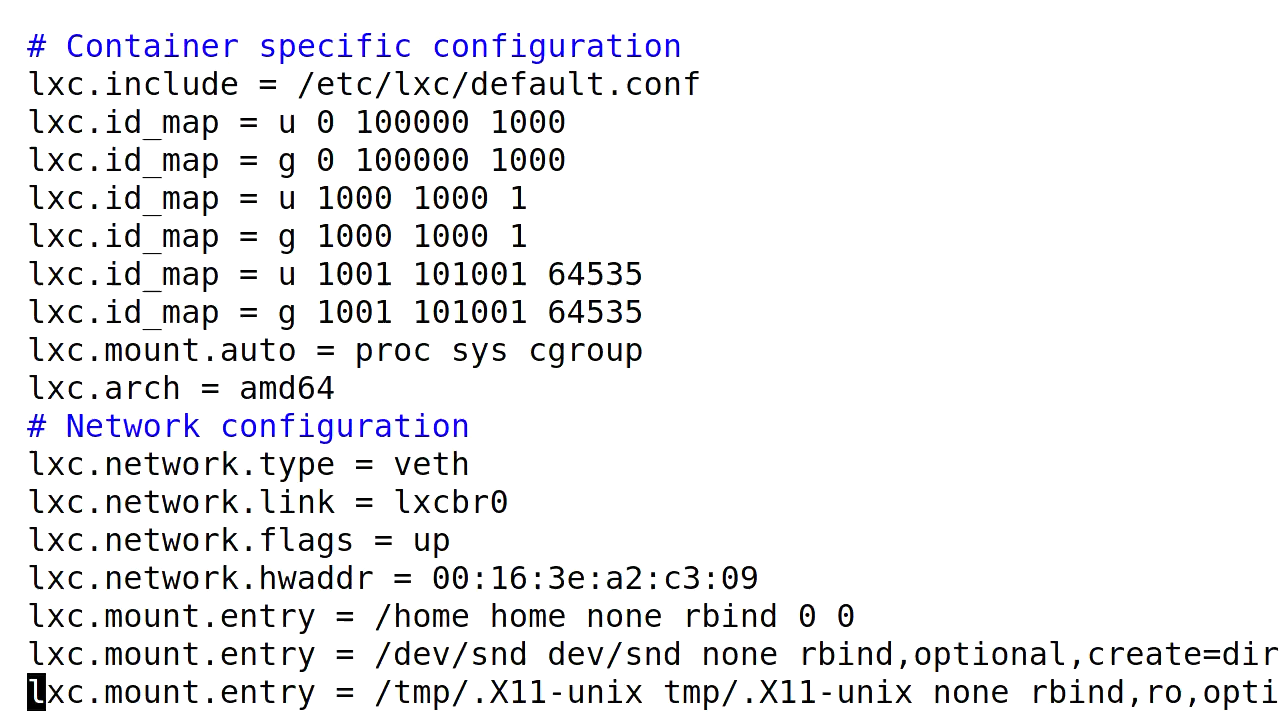 # Container specific configuration
lxc.include = /etc/lxc/default.conf
lxc.id_map = u 0 100000 1000
lxc.id_map = g 0 100000 1000
lxc.id_map = u 1000 1000 1
lxc.id_map = g 1000 1000 1
lxc.id_map = u 1001 101001 64535
lxc.id_map = g 1001 101001 64535
lxc.mount.auto = proc sys cgroup
lxc.arch = amd64
# Network configuration
lxc.network.type = veth
lxc.network.link = lxcbr0
lxc.network.flags = up
lxc.network.hwaddr = 00:16:3e:a2:c3:09
lxc.mount.entry = /home home none rbind 0 0
lxc.mount.entry = /dev/snd dev/snd none rbind,optional,create=dir
lxc.mount.entry = /tmp/.X11-unix tmp/.X11-unix none rbind,ro,opti